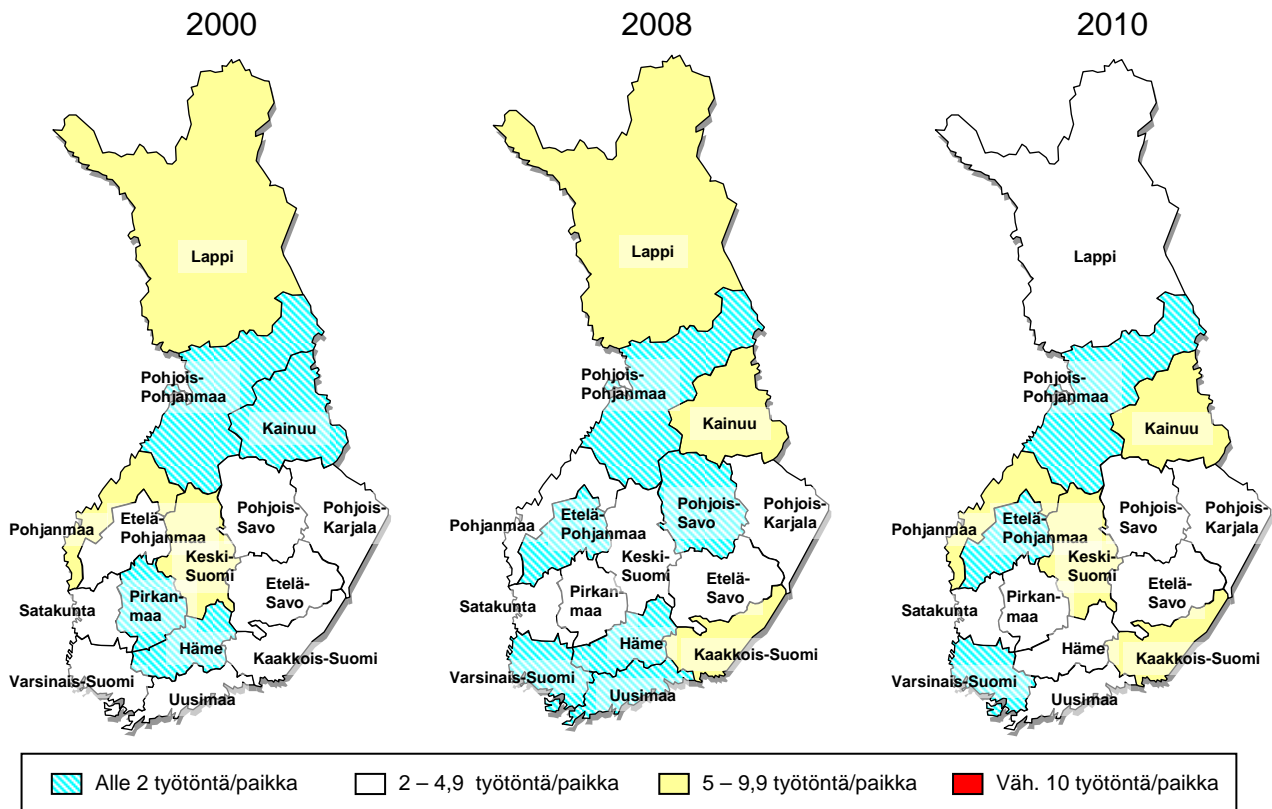 2000
Lappi
Pohjois-
Pohjanmaa
Kainuu
Pohjanmaa
Etelä-
Pohjanmaa
Keski-
Suomi
Pohjois-
Savo
Pohjois-
Karjala
Etelä-
Savo
Satakunta
Pirkan-
maa
Häme
Kaakkois-Suomi
Varsinais-Suomi
Uusimaa
2008
Lappi
Pohjois-
Pohjanmaa
Kainuu
Pohjanmaa
Etelä-
Pohjanmaa
Keski-
Suomi
Pohjois-
Savo
Pohjois-
Karjala
Etelä-
Savo
Satakunta
Pirkan-
maa
Häme
Kaakkois-Suomi
Varsinais-Suomi
Uusimaa
2010
Lappi
Pohjois-
Pohjanmaa
Kainuu
Pohjanmaa
Etelä-
Pohjanmaa
Keski-
Suomi
Pohjois-
Savo
Pohjois-
Karjala
Etelä-
Savo
Satakunta
Pirkan-
maa
Häme
Kaakkois-Suomi
Varsinais-Suomi
Uusimaa
Alle 2 työtöntä/paikka
2 – 4,9 työtöntä/paikka
5 – 9,9 työtöntä/paikka
Väh. 10 työtöntä/paikka